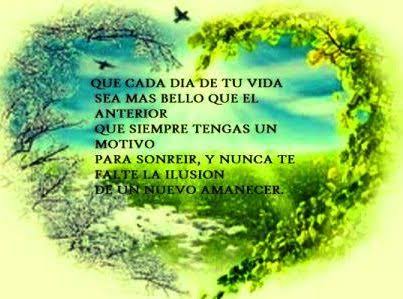 QUE CADA DIA DE TU VIDA
SEA MAS BELLO QUE EL
ANTERIOR
QUE SIEMPRE TENGAS UN
MOTIVO
PARA SONREIR, Y NUNCA TE
FALTE LA ILUSION
DE UN NUEVO AMANECER.